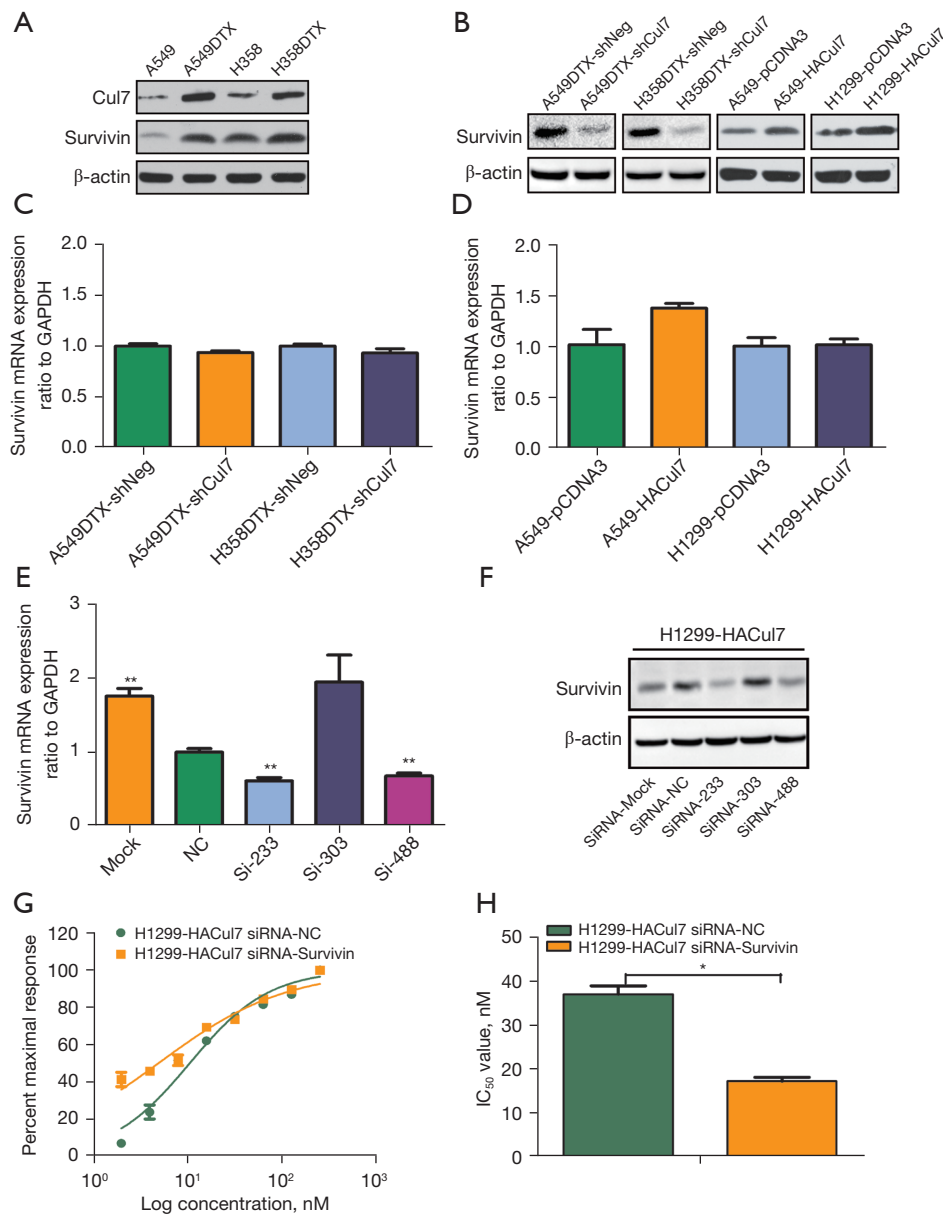 A
A549
A549DTX
H358
H358DTX
Cul7
Survivin
β-actin
B
A549DTX-shNeg
A549DTX-shCul7
H358DTX-shNeg
H358DTX-shCul7
A549-pCDNA3
A549-HACul7
H1299-pCDNA3
H1299-HACul7
Survivin
β-actin
C
Survivin mRNA expression
ratio to GAPDH
2.0
1.5
1.0
0.5
0.0
A549DTX-shNeg
A549DTX-shCul7
H358DTX-shNeg
H358DTX-shCul7
D
Survivin mRNA expression
ratio to GAPDH
2.0
1.5
1.0
0.5
0.0
A549-pCDNA3
A549-HACul7
H1299-pCDNA3
H1299-HACul7
E
Survivin mRNA expression
ratio to GAPDH
3
2
1
0
**
**
**
Mock
NC
Si-233
Si-303
Si-488
F
H1299-HACul7
Survivin
β-actin
SiRNA-Mock
SiRNA-NC
SiRNA-233
SiRNA-303
SiRNA-488
G
H1299-HACul7 siRNA-NC
H1299-HACul7 siRNA-Survivin
Percent maximal response
120
100
80
60
40
20
0
10⁰
10¹
10²
10³
Log concentration, nM
H
H1299-HACul7 siRNA-NC
H1299-HACul7 siRNA-Survivin
IC₅₀ value, nM
50
40
30
20
10
0
*